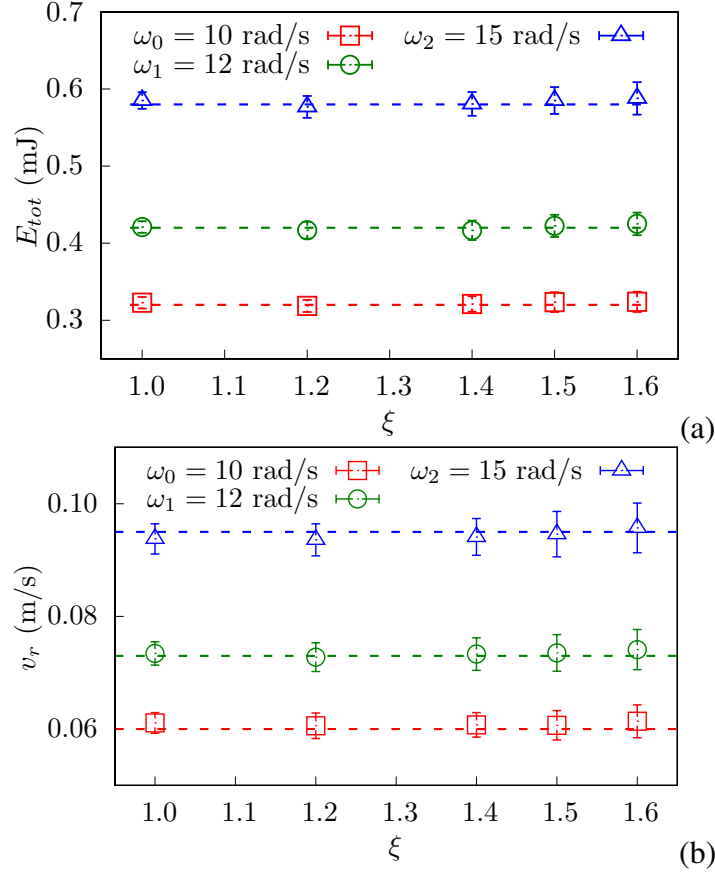 0.7
ω₀ = 10 rad/s ω₂ = 15 rad/s
ω₁ = 12 rad/s
0.6
0.5
0.4
0.3
E_tot (mJ)
1.0 1.1 1.2 1.3 1.4 1.5 1.6
ξ
(a)
ω₀ = 10 rad/s ω₂ = 15 rad/s
ω₁ = 12 rad/s
0.10
0.08
0.06
v_r (m/s)
1.0 1.1 1.2 1.3 1.4 1.5 1.6
ξ
(b)